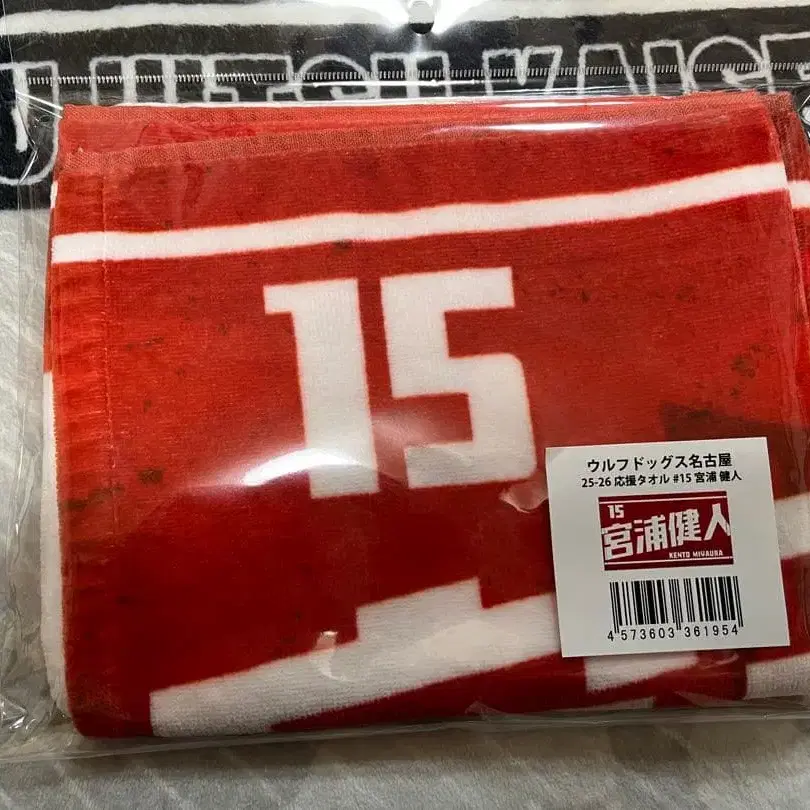 15
ウルフドッグス名古屋
25-26 応援タオル #15 宮浦 健人
15
宮浦健人
KENTO MIYAURA
4 573603 361954